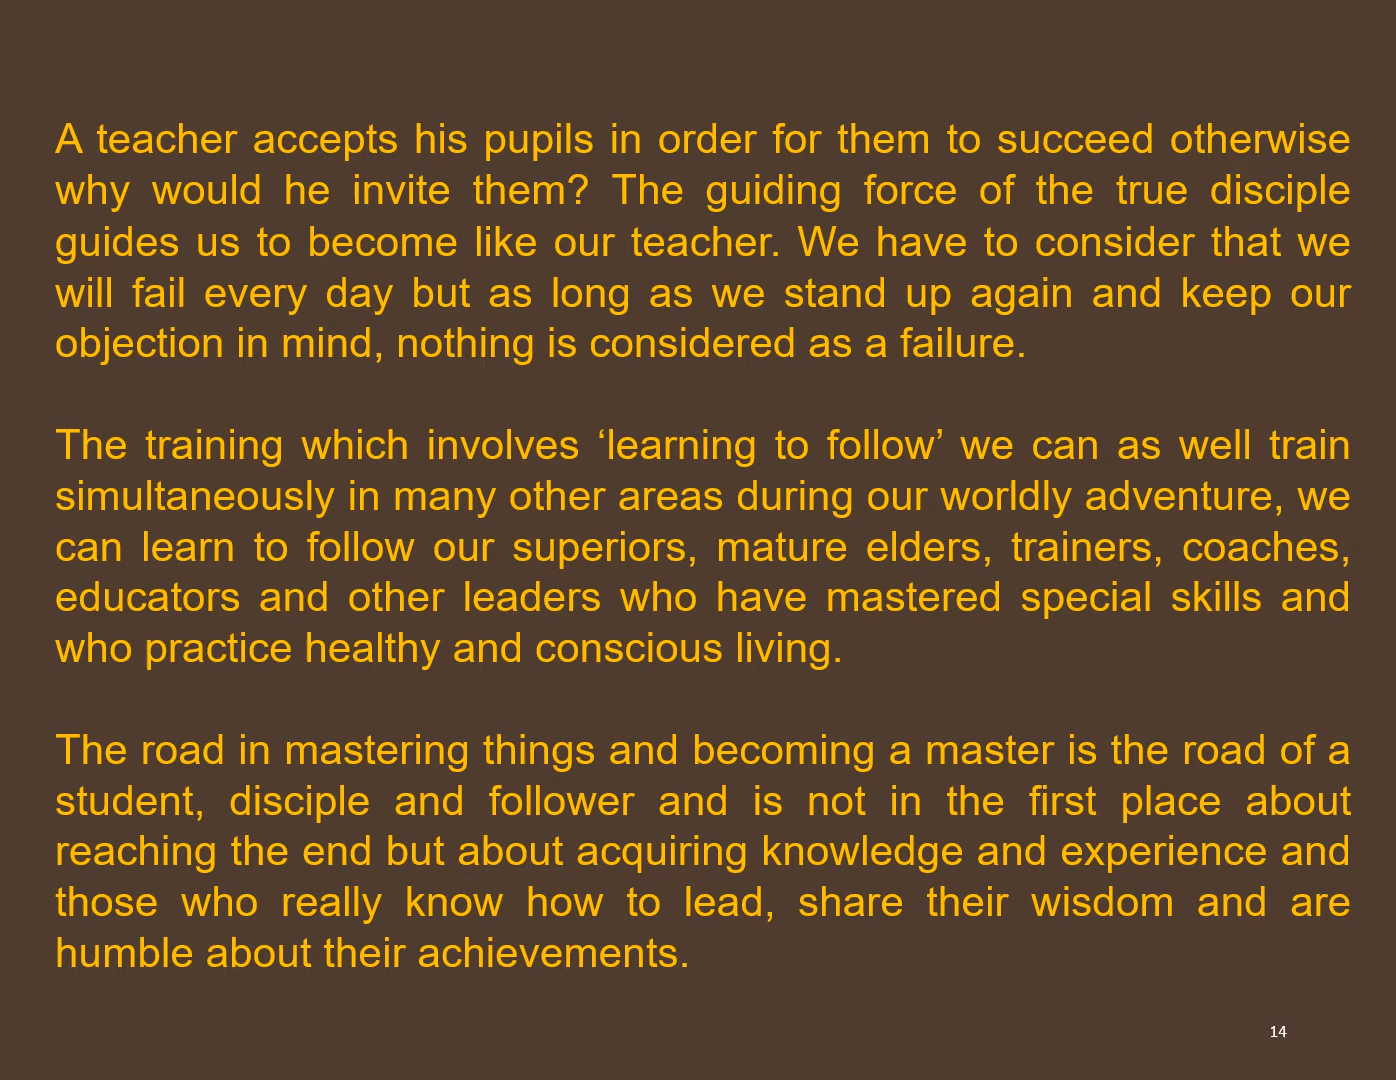 A teacher accepts his pupils in order for them to succeed otherwise
why would he invite them? The guiding force of the true disciple
guides us to become like our teacher. We have to consider that we
will fail every day but as long as we stand up again and keep our
objection in mind, nothing is considered as a failure.
The training which involves ‘learning to follow’ we can as well train
simultaneously in many other areas during our worldly adventure, we
can learn to follow our superiors, mature elders, trainers, coaches,
educators and other leaders who have mastered special skills and
who practice healthy and conscious living.
The road in mastering things and becoming a master is the road of a
student, disciple and follower and is not in the first place about
reaching the end but about acquiring knowledge and experience and
those who really know how to lead, share their wisdom and are
humble about their achievements.
14